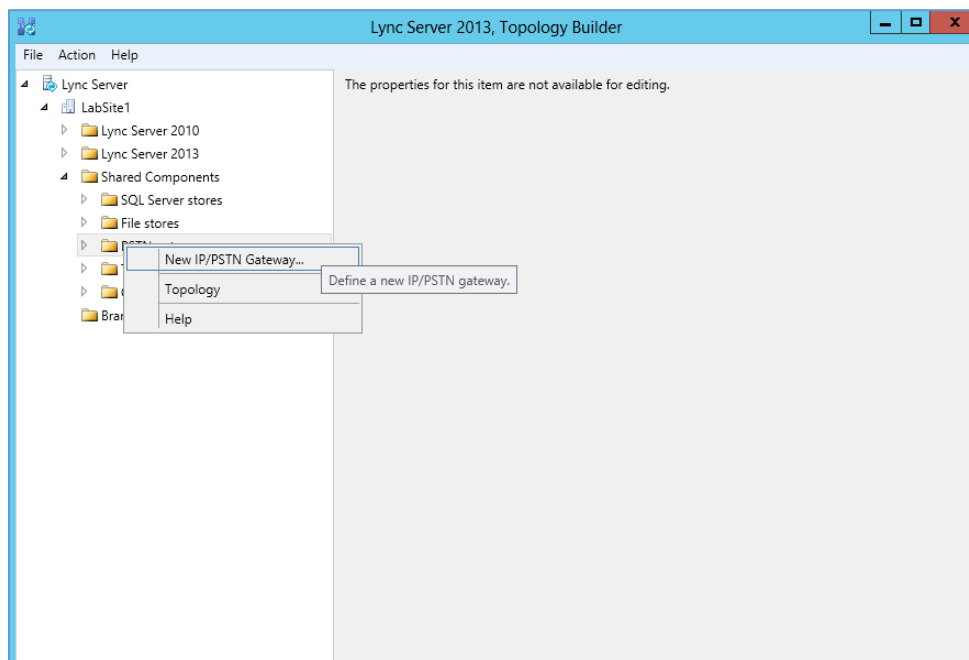 Lync Server 2013, Topology Builder
File Action Help
Lync Server
LabSite1
Lync Server 2010
Lync Server 2013
Shared Components
SQL Server stores
File stores
New IP/PSTN Gateway...
Topology
Help
Define a new IP/PSTN gateway.
The properties for this item are not available for editing.